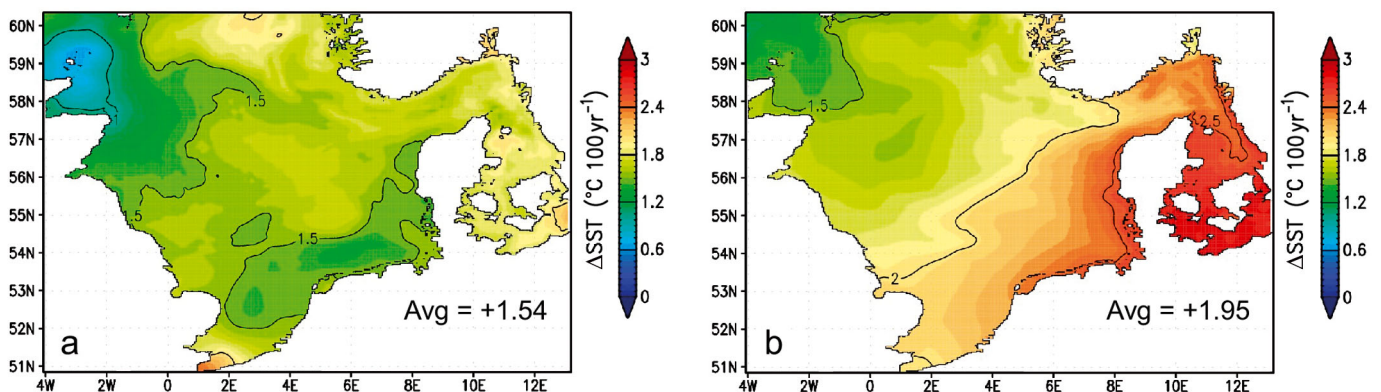 60N
59N
58N
57N
56N
55N
54N
53N
52N
51N
4W 2W 0 2E 4E 6E 8E 10E 12E
1.5
1.5
1.5
a
Avg = +1.54
3
2.4
1.8
1.2
0.6
0
ΔSST (°C 100yr⁻¹)
60N
59N
58N
57N
56N
55N
54N
53N
52N
51N
4W 2W 0 2E 4E 6E 8E 10E 12E
1.5
2.5
2
b
Avg = +1.95
3
2.4
1.8
1.2
0.6
0
ΔSST (°C 100yr⁻¹)